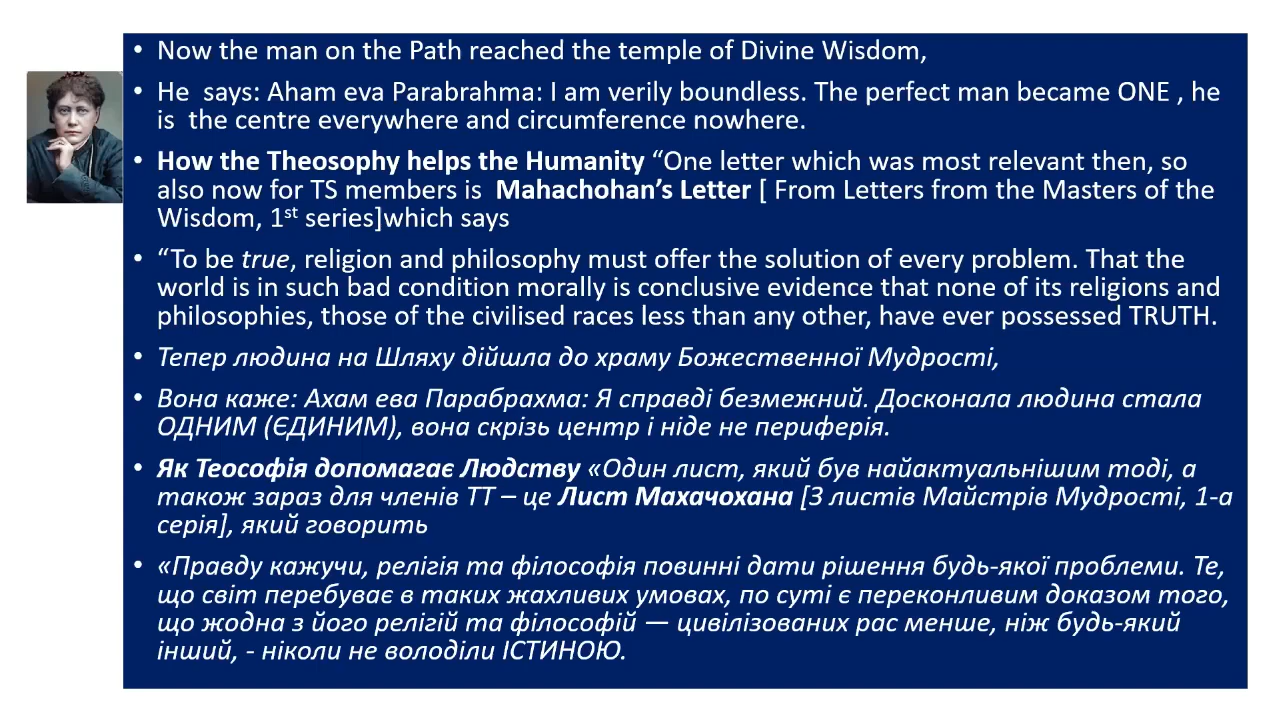 • Now the man on the Path reached the temple of Divine Wisdom,
• He says: Aham eva Parabrahma: I am verily boundless. The perfect man became ONE , he
is the centre everywhere and circumference nowhere.
• How the Theosophy helps the Humanity “One letter which was most relevant then, so
also now for TS members is Mahachohan’s Letter [ From Letters from the Masters of the
Wisdom, 1st series]which says
• “To be true, religion and philosophy must offer the solution of every problem. That the
world is in such bad condition morally is conclusive evidence that none of its religions and
philosophies, those of the civilised races less than any other, have ever possessed TRUTH.
• Тепер людина на Шляху дійшла до храму Божественної Мудрості,
• Вона каже: Ахам ева Парабрахма: Я справді безмежний. Досконала людина стала
ОДНИМ (ЄДИНИМ), вона скрізь центр і ніде не периферія.
• Як Теософія допомагає Людству «Один лист, який був найактуальнішим тоді, а
також зараз для членів ТТ – це Лист Махачохана [З листів Майстрів Мудрості, 1-а
серія], який говорить
• «Правду кажучи, релігія та філософія повинні дати рішення будь-якої проблеми. Те,
що світ перебуває в таких жахливих умовах, по суті є переконливим доказом того,
що жодна з його релігій та філософій — цивілізованих рас менше, ніж будь-який
інший, - ніколи не володіли ІСТИНОЮ.